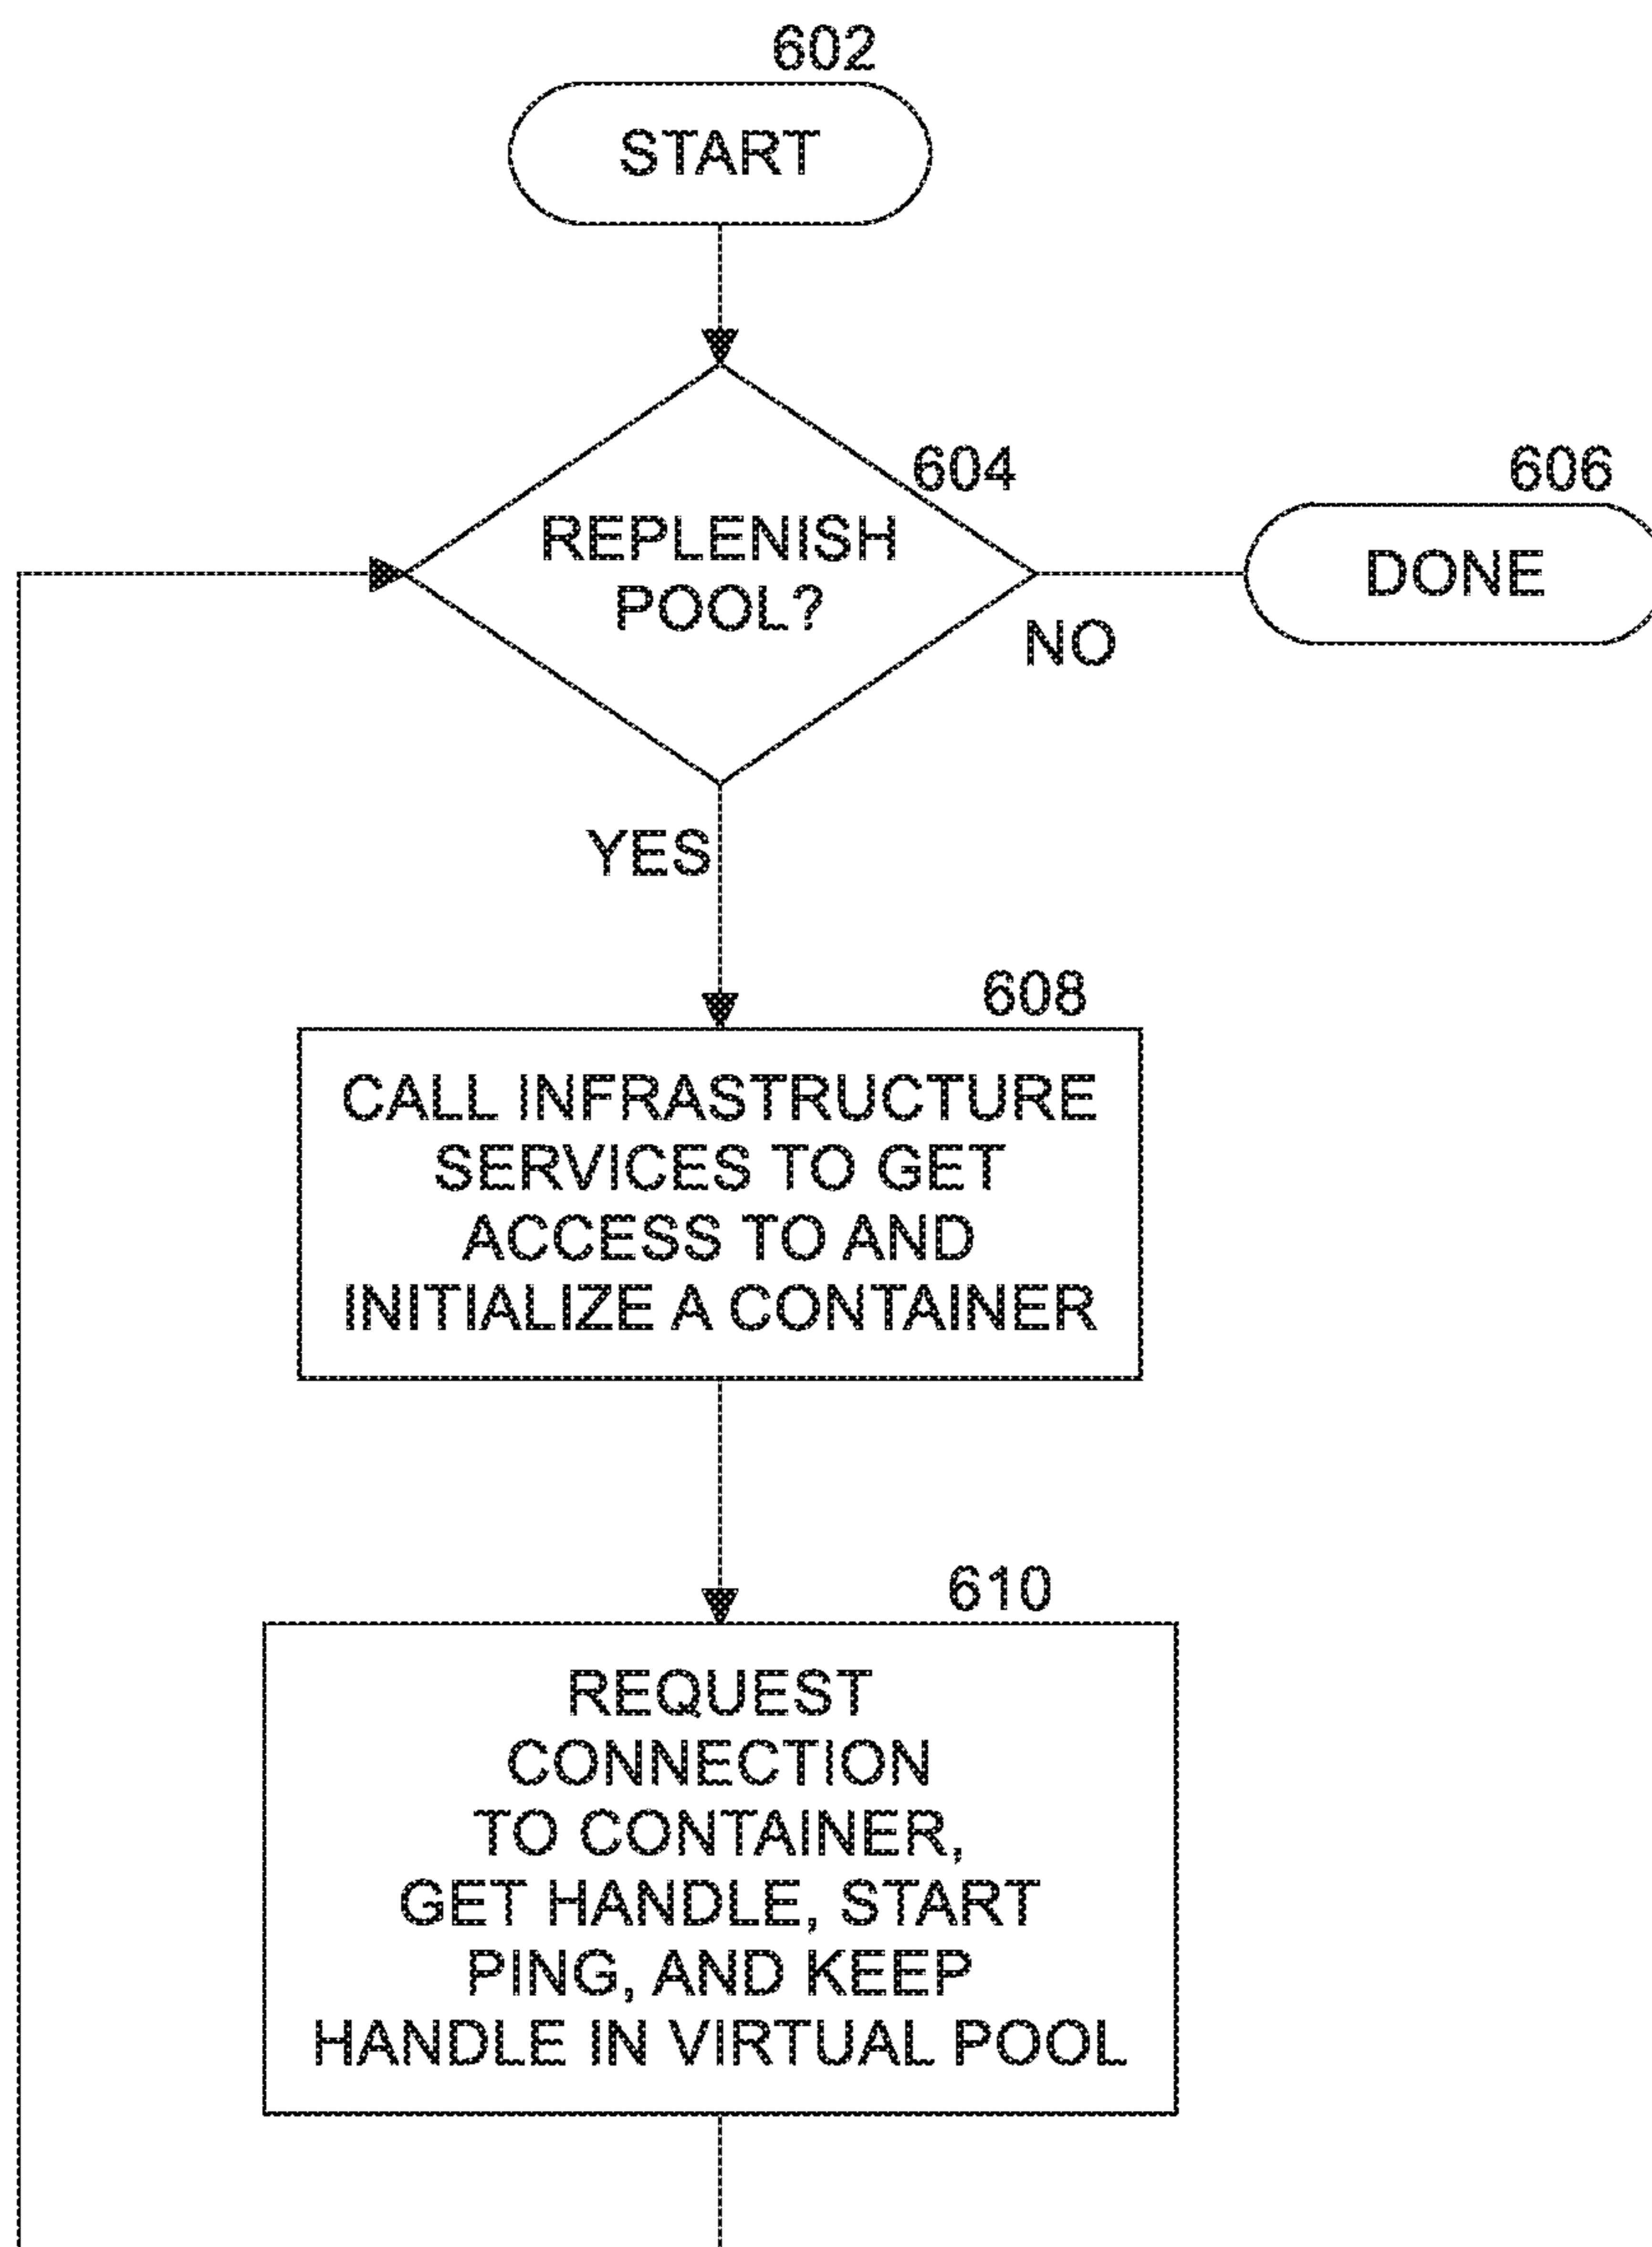 602
START
604
REPLENISH
POOL?
606
DONE
NO
YES
608
CALL INFRASTRUCTURE
SERVICES TO GET
ACCESS TO AND
INITIALIZE A CONTAINER
610
REQUEST
CONNECTION
TO CONTAINER,
GET HANDLE, START
PING, AND KEEP
HANDLE IN VIRTUAL POOL